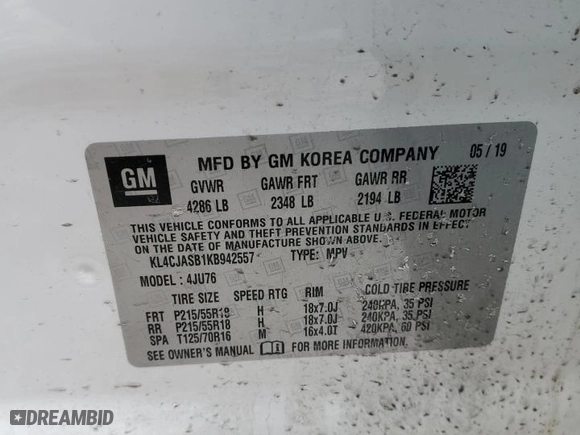 GM
MFD BY GM KOREA COMPANY 05/19
GVWR GAWR FRT GAWR RR
4286 LB 2348 LB 2194 LB
THIS VEHICLE CONFORMS TO ALL APPLICABLE U.S. FEDERAL MOTOR
VEHICLE SAFETY AND THEFT PREVENTION STANDARDS IN EFFECT ON
THE DATE OF MANUFACTURE SHOWN ABOVE.
KL4CJASB1KB942557 TYPE: MPV
MODEL: 4JU76
TIRE SIZE SPEED RTG RIM COLD TIRE PRESSURE
FRT P215/55R18 H 18x7.0J 240KPA, 35 PSI
RR P215/55R18 H 18x7.0J 240KPA, 35 PSI
SPA T125/70R16 M 16x4.0T 420KPA, 60 PSI
SEE OWNER'S MANUAL FOR MORE INFORMATION.
DREAMBID